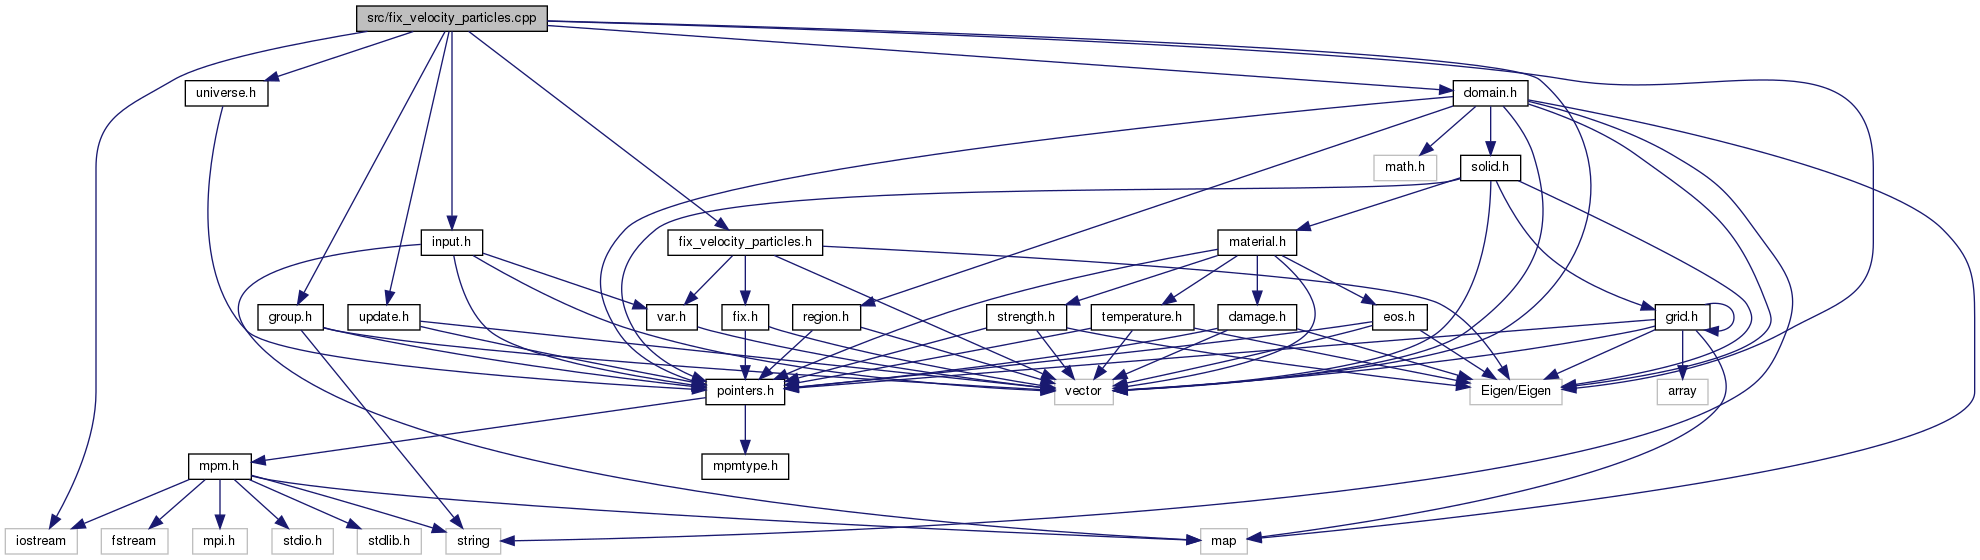 src/fix_velocity_particles.cpp
universe.h
domain.h
math.h
solid.h
input.h
fix_velocity_particles.h
material.h
group.h
update.h
var.h
fix.h
region.h
strength.h
temperature.h
damage.h
eos.h
grid.h
pointers.h
vector
Eigen/Eigen
array
mpm.h
mpmtype.h
iostream
fstream
mpi.h
stdio.h
stdlib.h
string
map